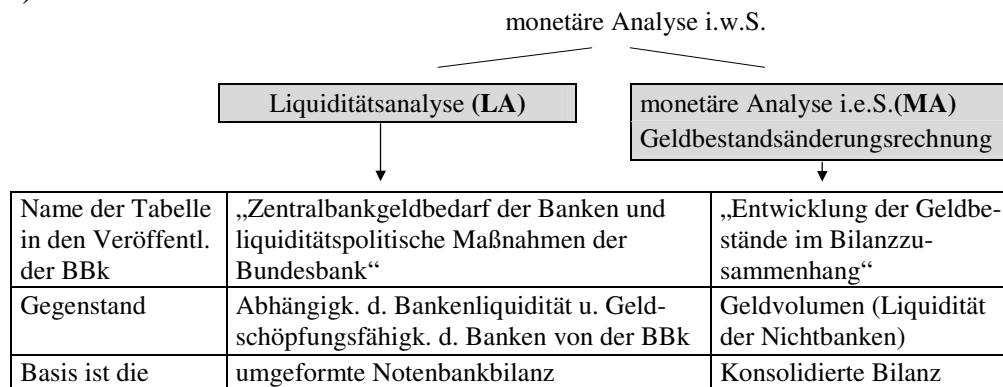 )
monetäre Analyse i.w.S.
Liquiditätsanalyse (LA)
monetäre Analyse i.e.S.(MA)
Geldbestandsänderungsrechnung
Name der Tabelle
in den Veröffentl.
der BBk
„Zentralbankgeldbedarf der Banken und
liquiditätspolitische Maßnahmen der
Bundesbank“
„Entwicklung der Geldbe-
stände im Bilanzzu-
sammenhang“
Gegenstand
Abhängigk. d. Bankenliquidität u. Geld-
schöpfungsfähigk. d. Banken von der BBk
Geldvolumen (Liquidität
der Nichtbanken)
Basis ist die
umgeformte Notenbankbilanz
Konsolidierte Bilanz